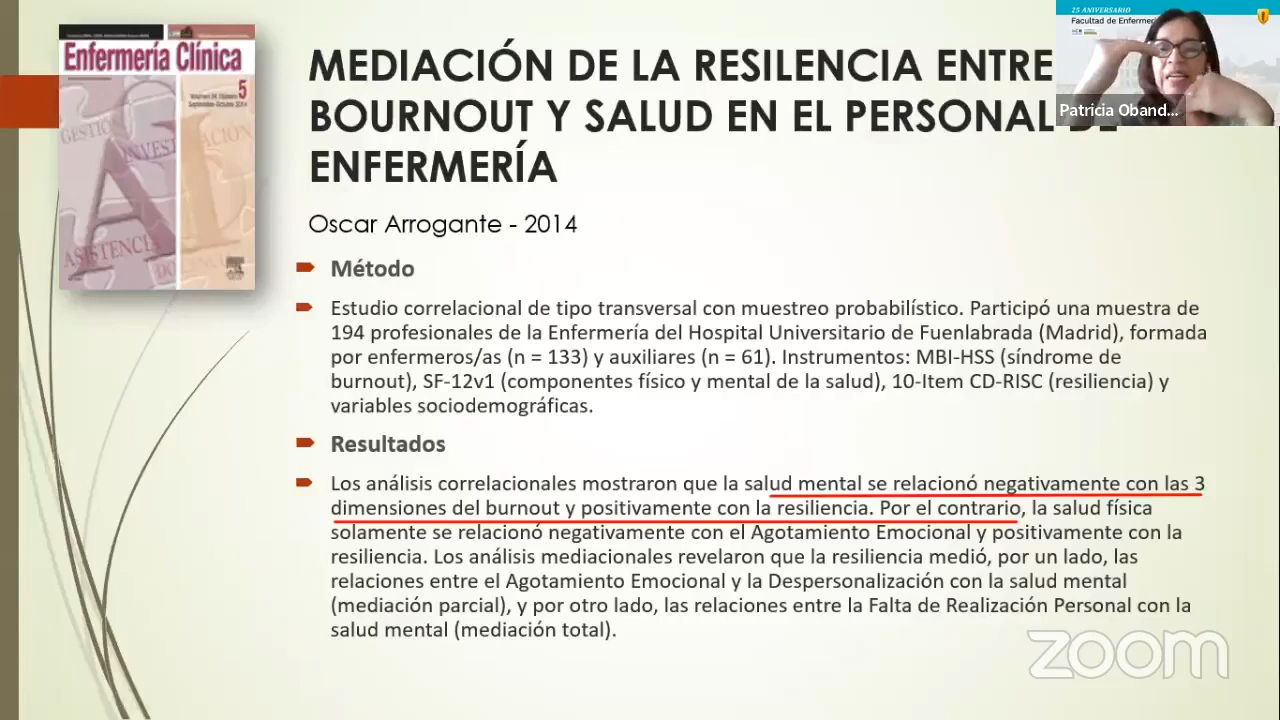 Enfermería Clínica
5
MEDIACIÓN DE LA RESILENCIA ENTRE
BOURNOUT Y SALUD EN EL PERSONAL DE
ENFERMERÍA
Oscar Arrogante - 2014
Método
Estudio correlacional de tipo transversal con muestreo probabilístico. Participó una muestra de
194 profesionales de la Enfermería del Hospital Universitario de Fuenlabrada (Madrid), formada
por enfermeros/as (n = 133) y auxiliares (n = 61). Instrumentos: MBI-HSS (síndrome de
burnout), SF-12v1 (componentes físico y mental de la salud), 10-Item CD-RISC (resiliencia) y
variables sociodemográficas.
Resultados
Los análisis correlacionales mostraron que la salud mental se relacionó negativamente con las 3
dimensiones del burnout y positivamente con la resiliencia. Por el contrario, la salud física
solamente se relacionó negativamente con el Agotamiento Emocional y positivamente con la
resiliencia. Los análisis mediacionales revelaron que la resiliencia medió, por un lado, las
relaciones entre el Agotamiento Emocional y la Despersonalización con la salud mental
(mediación parcial), y por otro lado, las relaciones entre la Falta de Realización Personal con la
salud mental (mediación total).
25 ANIVERSARIO
Facultad de Enfermerí
Patricia Oband...
zoom